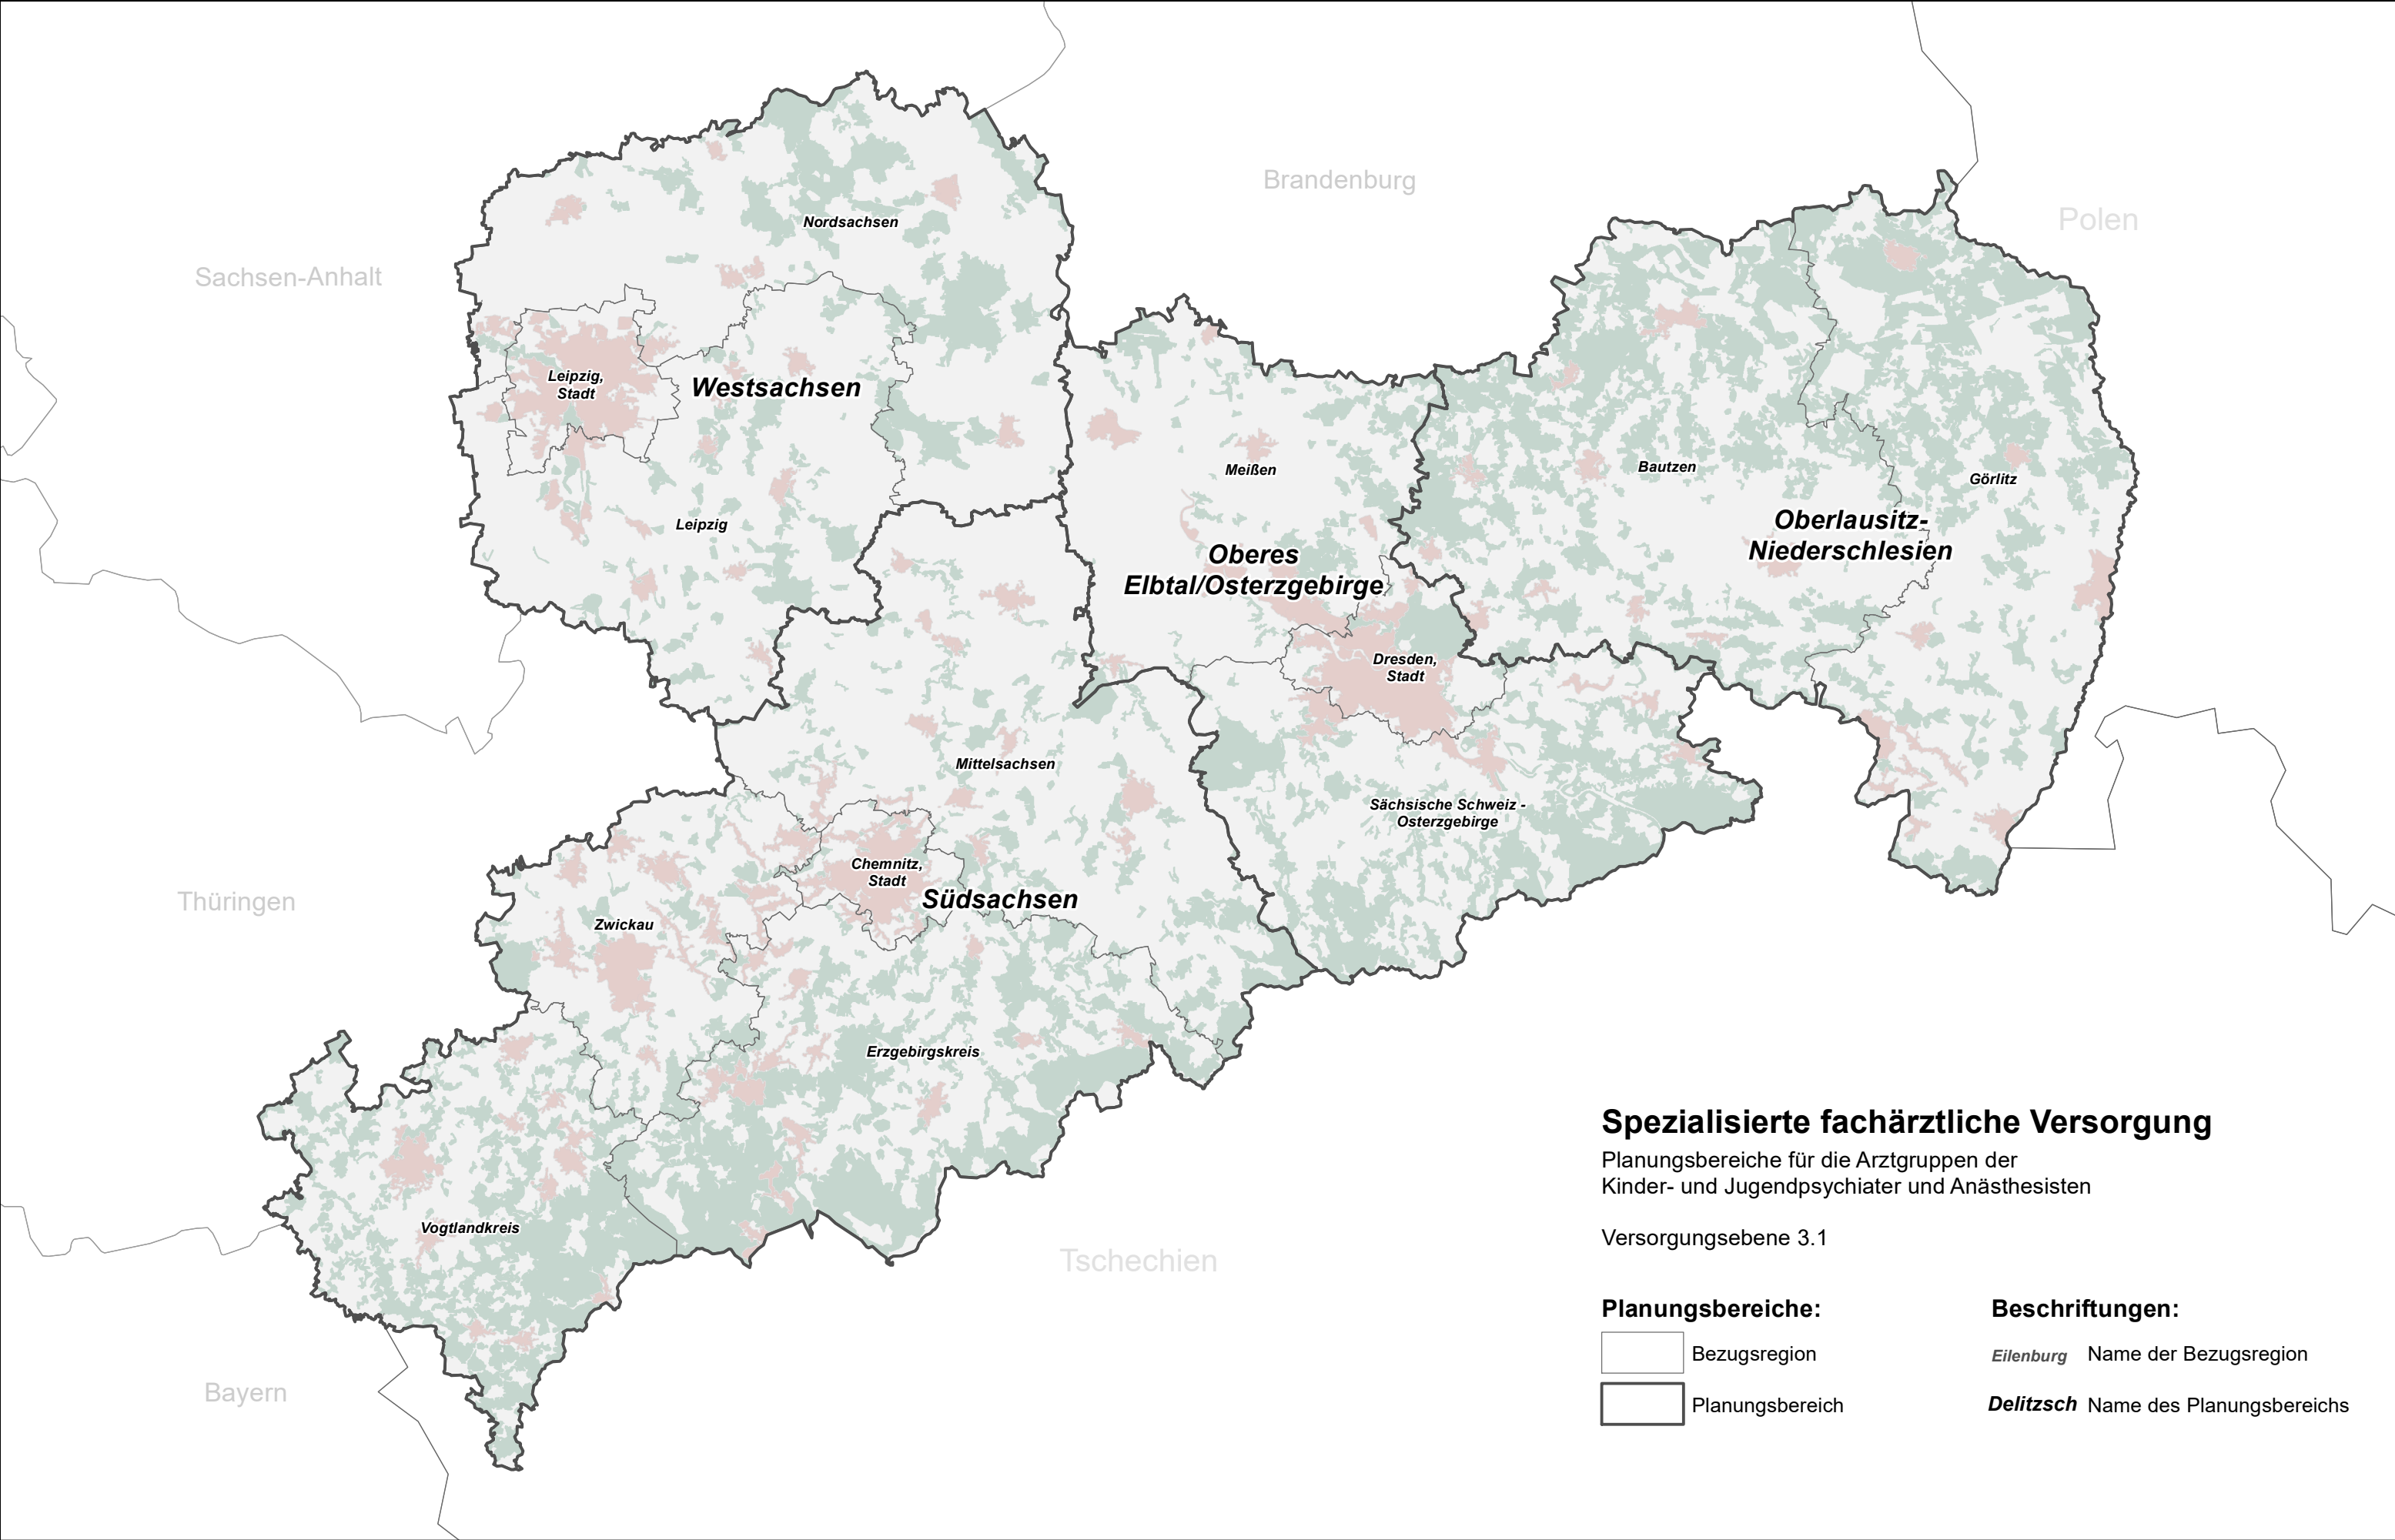 Brandenburg
Polen
Nordsachsen
Sachsen-Anhalt
Leipzig,
Stadt
Westsachsen
Meißen
Bautzen
Görlitz
Leipzig
Oberlausitz-
Niederschlesien
Oberes
Elbtal/Osterzgebirge
Dresden,
Stadt
Mittelsachsen
Sächsische Schweiz -
Osterzgebirge
Chemnitz,
Stadt
Südsachsen
Thüringen
Zwickau
Erzgebirgskreis
Vogtlandkreis
Tschechien
Bayern
Spezialisierte fachärztliche Versorgung
Planungsbereiche für die Arztgruppen der
Kinder- und Jugendpsychiater und Anästhesisten
Versorgungsebene 3.1
Planungsbereiche:
Bezugsregion
Planungsbereich
Beschriftungen:
Eilenburg Name der Bezugsregion
Delitzsch Name des Planungsbereichs